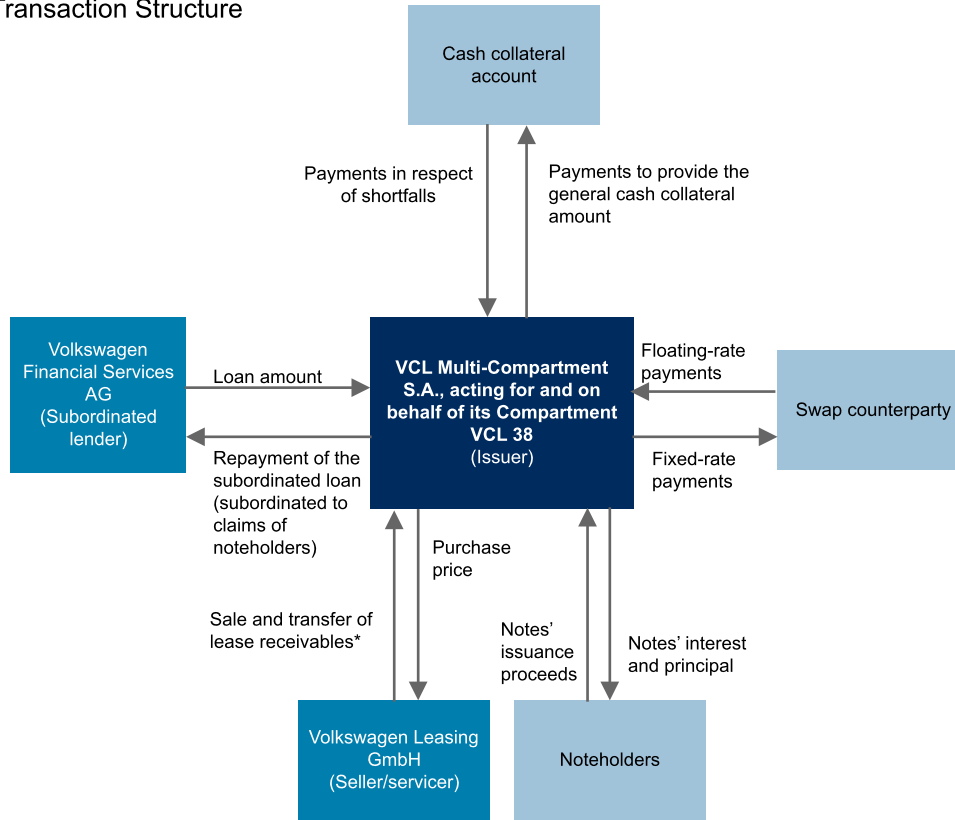 Transaction Structure
Cash collateral
account
Payments in respect
of shortfalls
Payments to provide the
general cash collateral
amount
Volkswagen
Financial Services
AG
(Subordinated
lender)
Loan amount
Repayment of the
subordinated loan
(subordinated to
claims of
noteholders)
VCL Multi-Compartment
S.A., acting for and on
behalf of its Compartment
VCL 38
(Issuer)
Floating-rate
payments
Fixed-rate
payments
Swap counterparty
Purchase
price
Sale and transfer of
lease receivables*
Notes’
issuance
proceeds
Notes’ interest
and principal
Volkswagen Leasing
GmbH
(Seller/servicer)
Noteholders